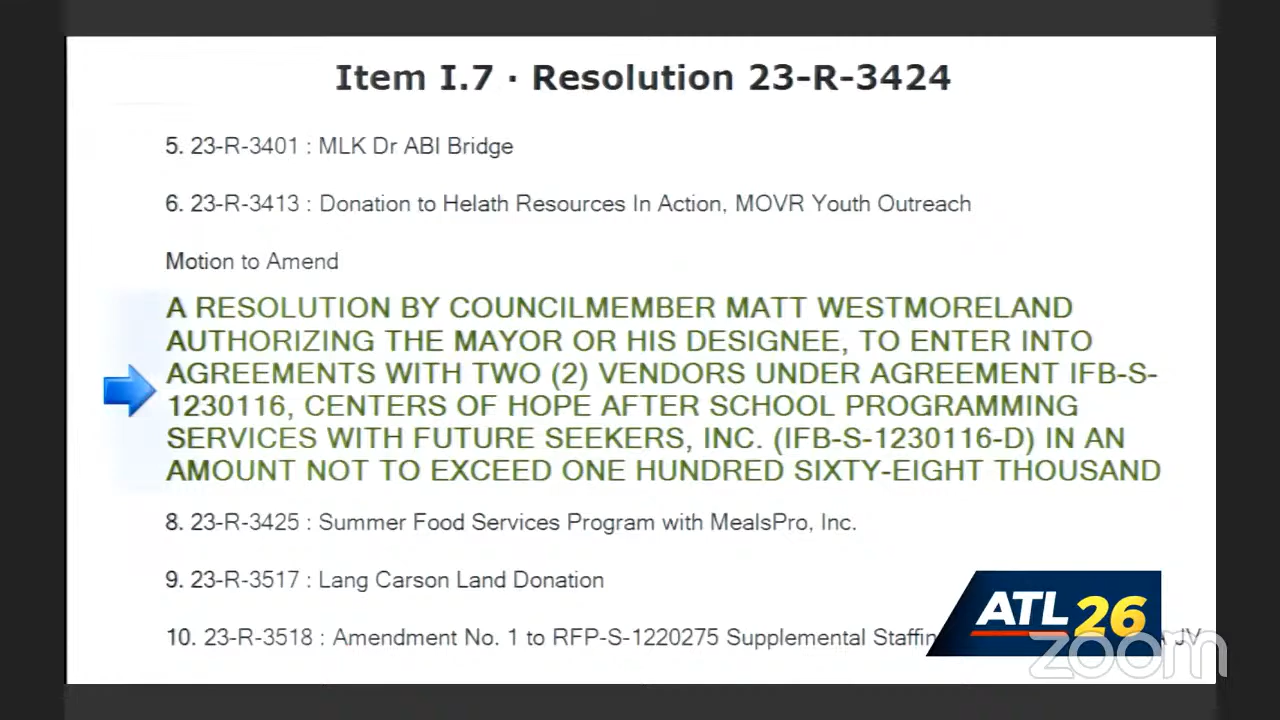 Item I.7 · Resolution 23-R-3424
5. 23-R-3401 : MLK Dr ABI Bridge
6. 23-R-3413 : Donation to Helath Resources In Action, MOVR Youth Outreach
Motion to Amend
A RESOLUTION BY COUNCILMEMBER MATT WESTMORELAND
AUTHORIZING THE MAYOR OR HIS DESIGNEE, TO ENTER INTO
AGREEMENTS WITH TWO (2) VENDORS UNDER AGREEMENT IFB-S-
1230116, CENTERS OF HOPE AFTER SCHOOL PROGRAMMING
SERVICES WITH FUTURE SEEKERS, INC. (IFB-S-1230116-D) IN AN
AMOUNT NOT TO EXCEED ONE HUNDRED SIXTY-EIGHT THOUSAND
8. 23-R-3425 : Summer Food Services Program with MealsPro, Inc.
9. 23-R-3517 : Lang Carson Land Donation
10. 23-R-3518 : Amendment No. 1 to RFP-S-1220275 Supplemental JV
ATL 26
zoom